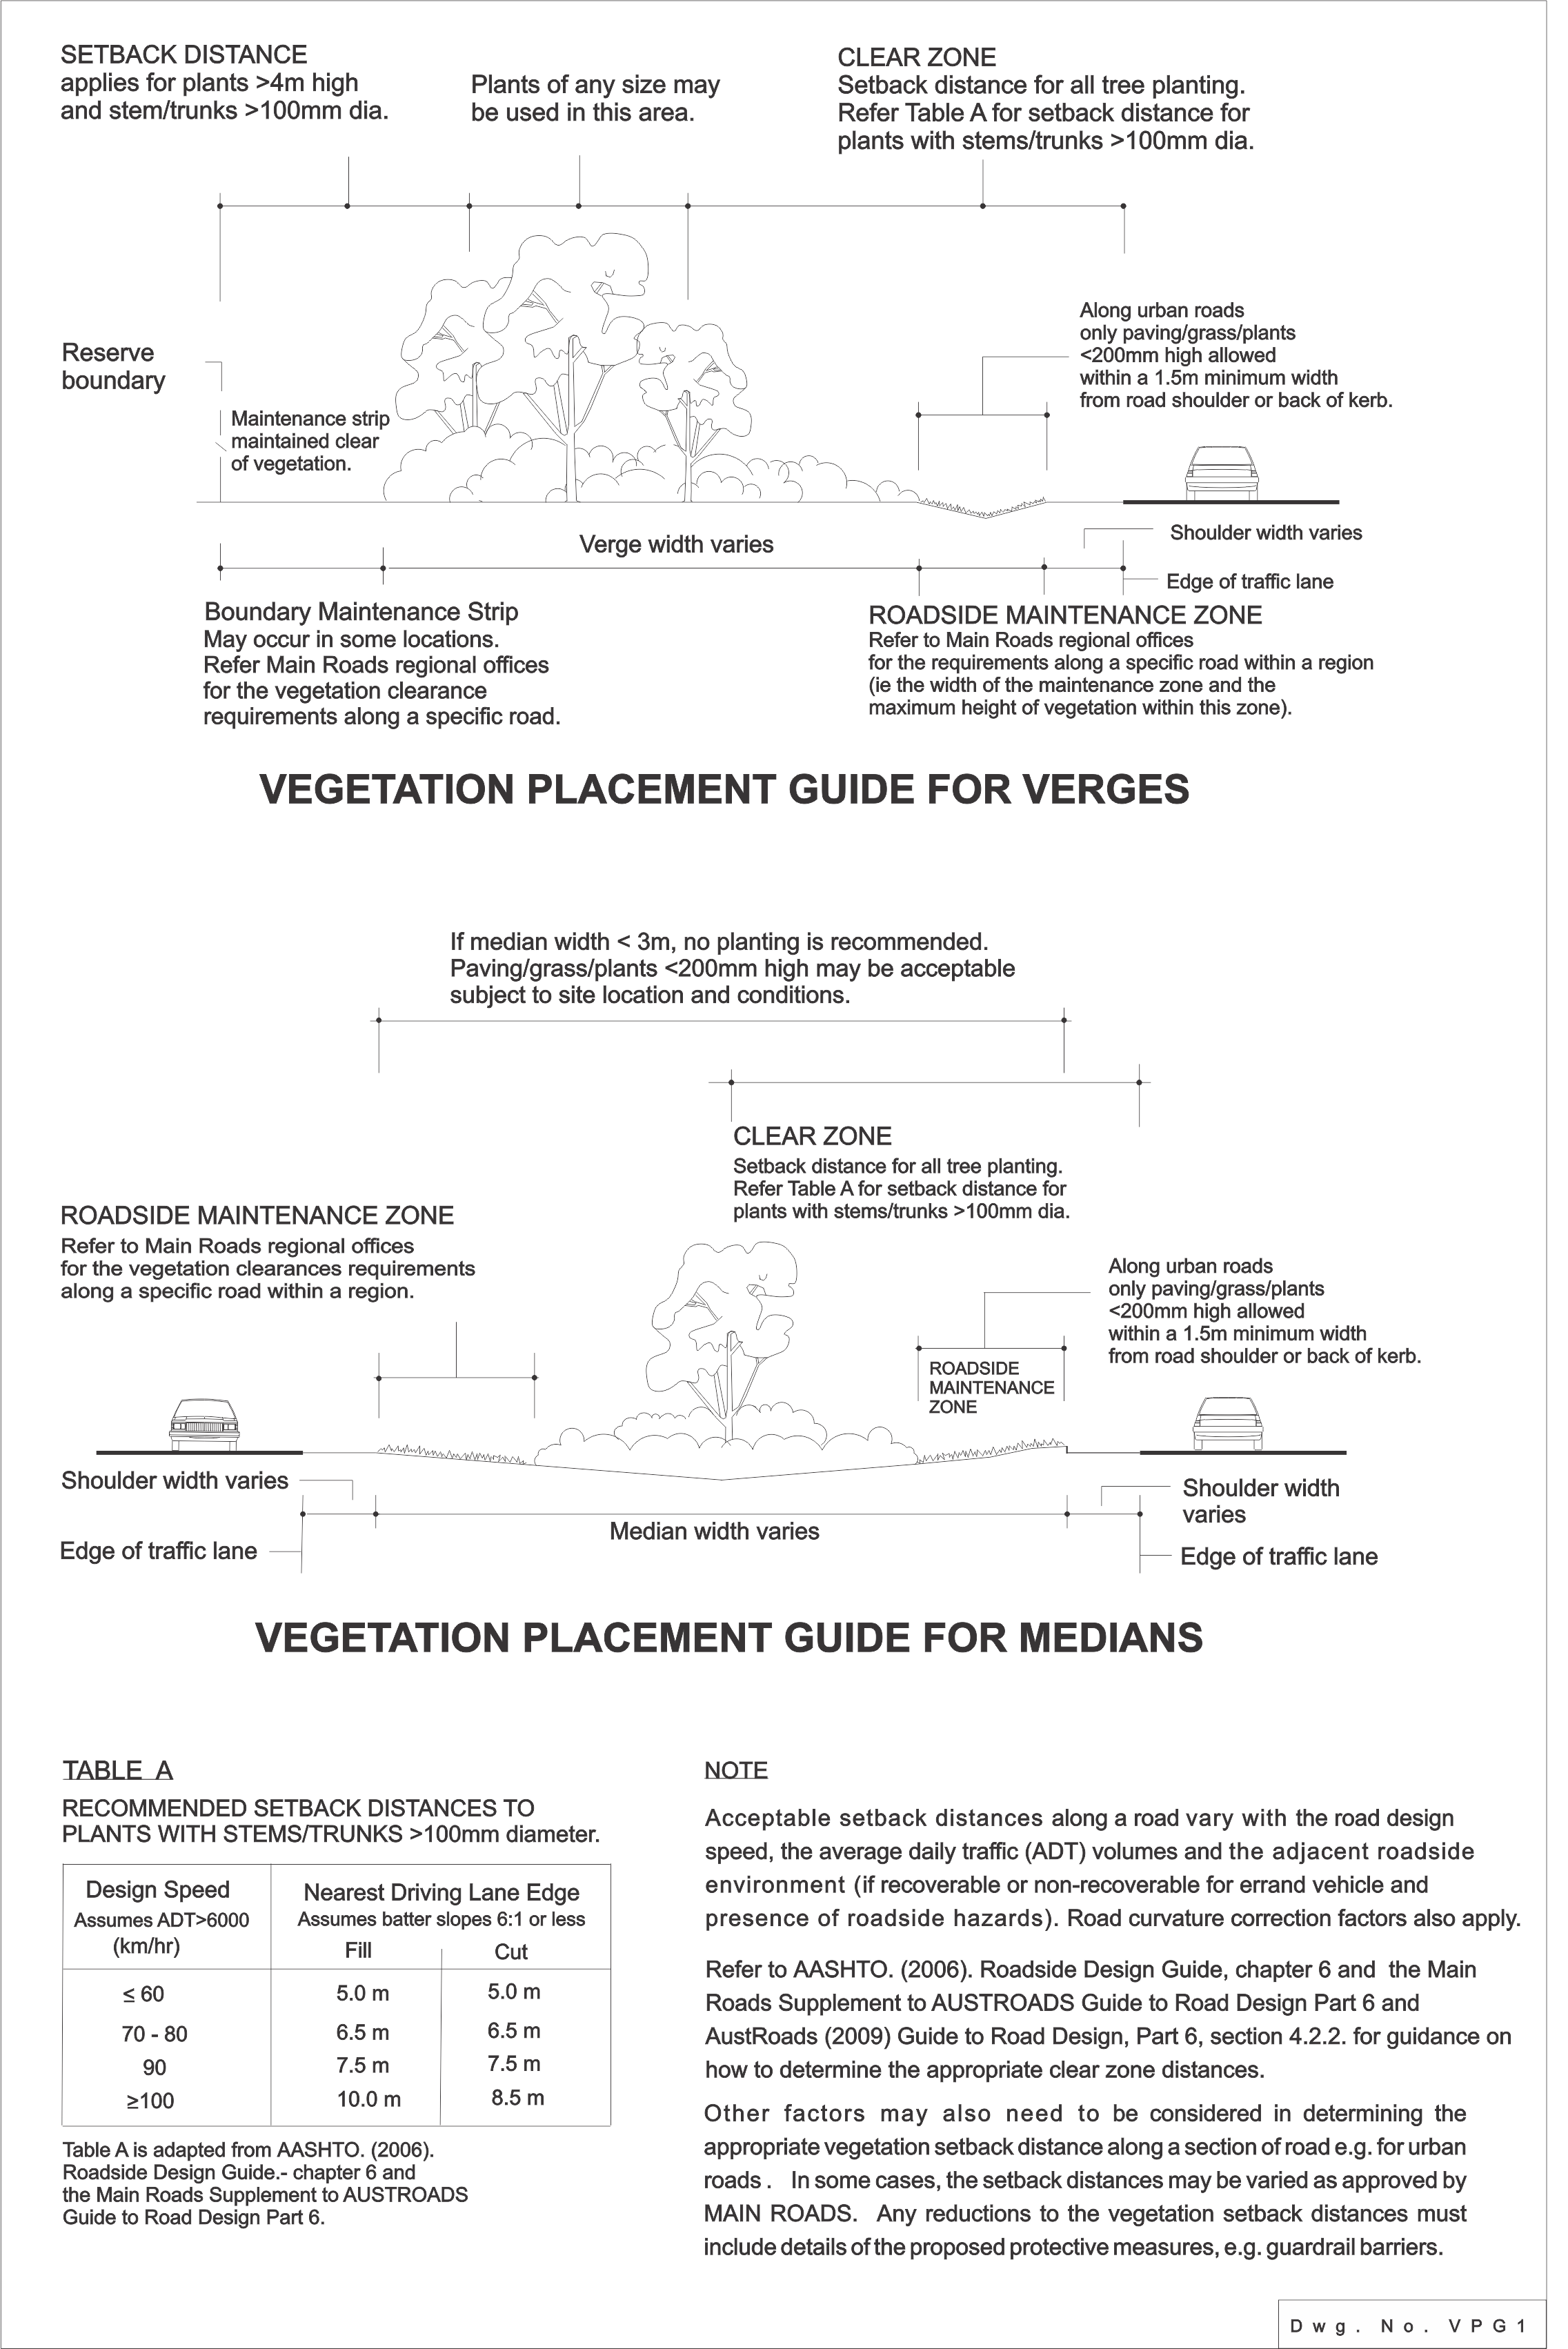 SETBACK DISTANCE
applies for plants >4m high
and stem/trunks >100mm dia.
Plants of any size may
be used in this area.
CLEAR ZONE
Setback distance for all tree planting.
Refer Table A for setback distance for
plants with stems/trunks >100mm dia.
Reserve
boundary
Maintenance strip
maintained clear
of vegetation.
Along urban roads
only paving/grass/plants
<200mm high allowed
within a 1.5m minimum width
from road shoulder or back of kerb.
Verge width varies
Shoulder width varies
Edge of traffic lane
Boundary Maintenance Strip
May occur in some locations.
Refer Main Roads regional offices
for the vegetation clearance
requirements along a specific road.
ROADSIDE MAINTENANCE ZONE
Refer to Main Roads regional offices
for the requirements along a specific road within a region
(ie the width of the maintenance zone and the
maximum height of vegetation within this zone).
VEGETATION PLACEMENT GUIDE FOR VERGES
If median width < 3m, no planting is recommended.
Paving/grass/plants <200mm high may be acceptable
subject to site location and conditions.
CLEAR ZONE
Setback distance for all tree planting.
Refer Table A for setback distance for
plants with stems/trunks >100mm dia.
ROADSIDE MAINTENANCE ZONE
Refer to Main Roads regional offices
for the vegetation clearances requirements
along a specific road within a region.
Along urban roads
only paving/grass/plants
<200mm high allowed
within a 1.5m minimum width
from road shoulder or back of kerb.
ROADSIDE
MAINTENANCE
ZONE
Shoulder width varies
Edge of traffic lane
Median width varies
Shoulder width
varies
Edge of traffic lane
VEGETATION PLACEMENT GUIDE FOR MEDIANS
TABLE A
RECOMMENDED SETBACK DISTANCES TO
PLANTS WITH STEMS/TRUNKS >100mm diameter.
Design Speed
Assumes ADT>6000
(km/hr)
Nearest Driving Lane Edge
Assumes batter slopes 6:1 or less
Fill Cut
≤ 60 5.0 m 5.0 m
70 - 80 6.5 m 6.5 m
90 7.5 m 7.5 m
≥100 10.0 m 8.5 m
Table A is adapted from AASHTO. (2006).
Roadside Design Guide.- chapter 6 and
the Main Roads Supplement to AUSTROADS
Guide to Road Design Part 6.
NOTE
Acceptable setback distances along a road vary with the road design
speed, the average daily traffic (ADT) volumes and the adjacent roadside
environment (if recoverable or non-recoverable for errand vehicle and
presence of roadside hazards). Road curvature correction factors also apply.
Refer to AASHTO. (2006). Roadside Design Guide, chapter 6 and the Main
Roads Supplement to AUSTROADS Guide to Road Design Part 6 and
AustRoads (2009) Guide to Road Design, Part 6, section 4.2.2. for guidance on
how to determine the appropriate clear zone distances.
Other factors may also need to be considered in determining the
appropriate vegetation setback distance along a section of road e.g. for urban
roads . In some cases, the setback distances may be varied as approved by
MAIN ROADS. Any reductions to the vegetation setback distances must
include details of the proposed protective measures, e.g. guardrail barriers.
Dwg. No. VPG1